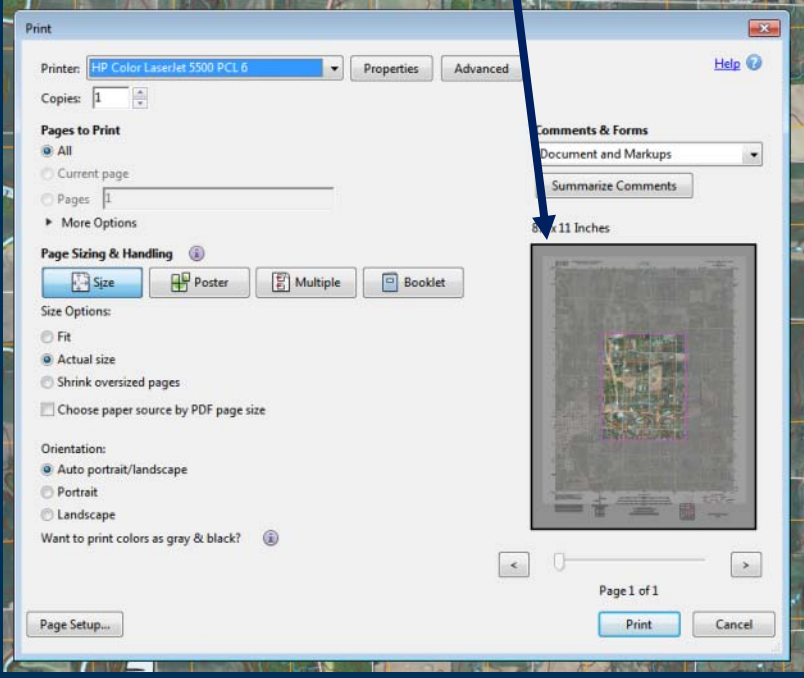 Print
Printer: HP Color LaserJet 5500 PCL 6 Properties Advanced Help
Copies: 1
Pages to Print
All
Current page
Pages 1
More Options
Comments & Forms
Document and Markups
Summarize Comments
x 11 Inches
Page Sizing & Handling
Size Poster Multiple Booklet
Size Options:
Fit
Actual size
Shrink oversized pages
Choose paper source by PDF page size
Orientation:
Auto portrait/landscape
Portrait
Landscape
Want to print colors as gray & black?
< >
Page 1 of 1
Page Setup... Print Cancel